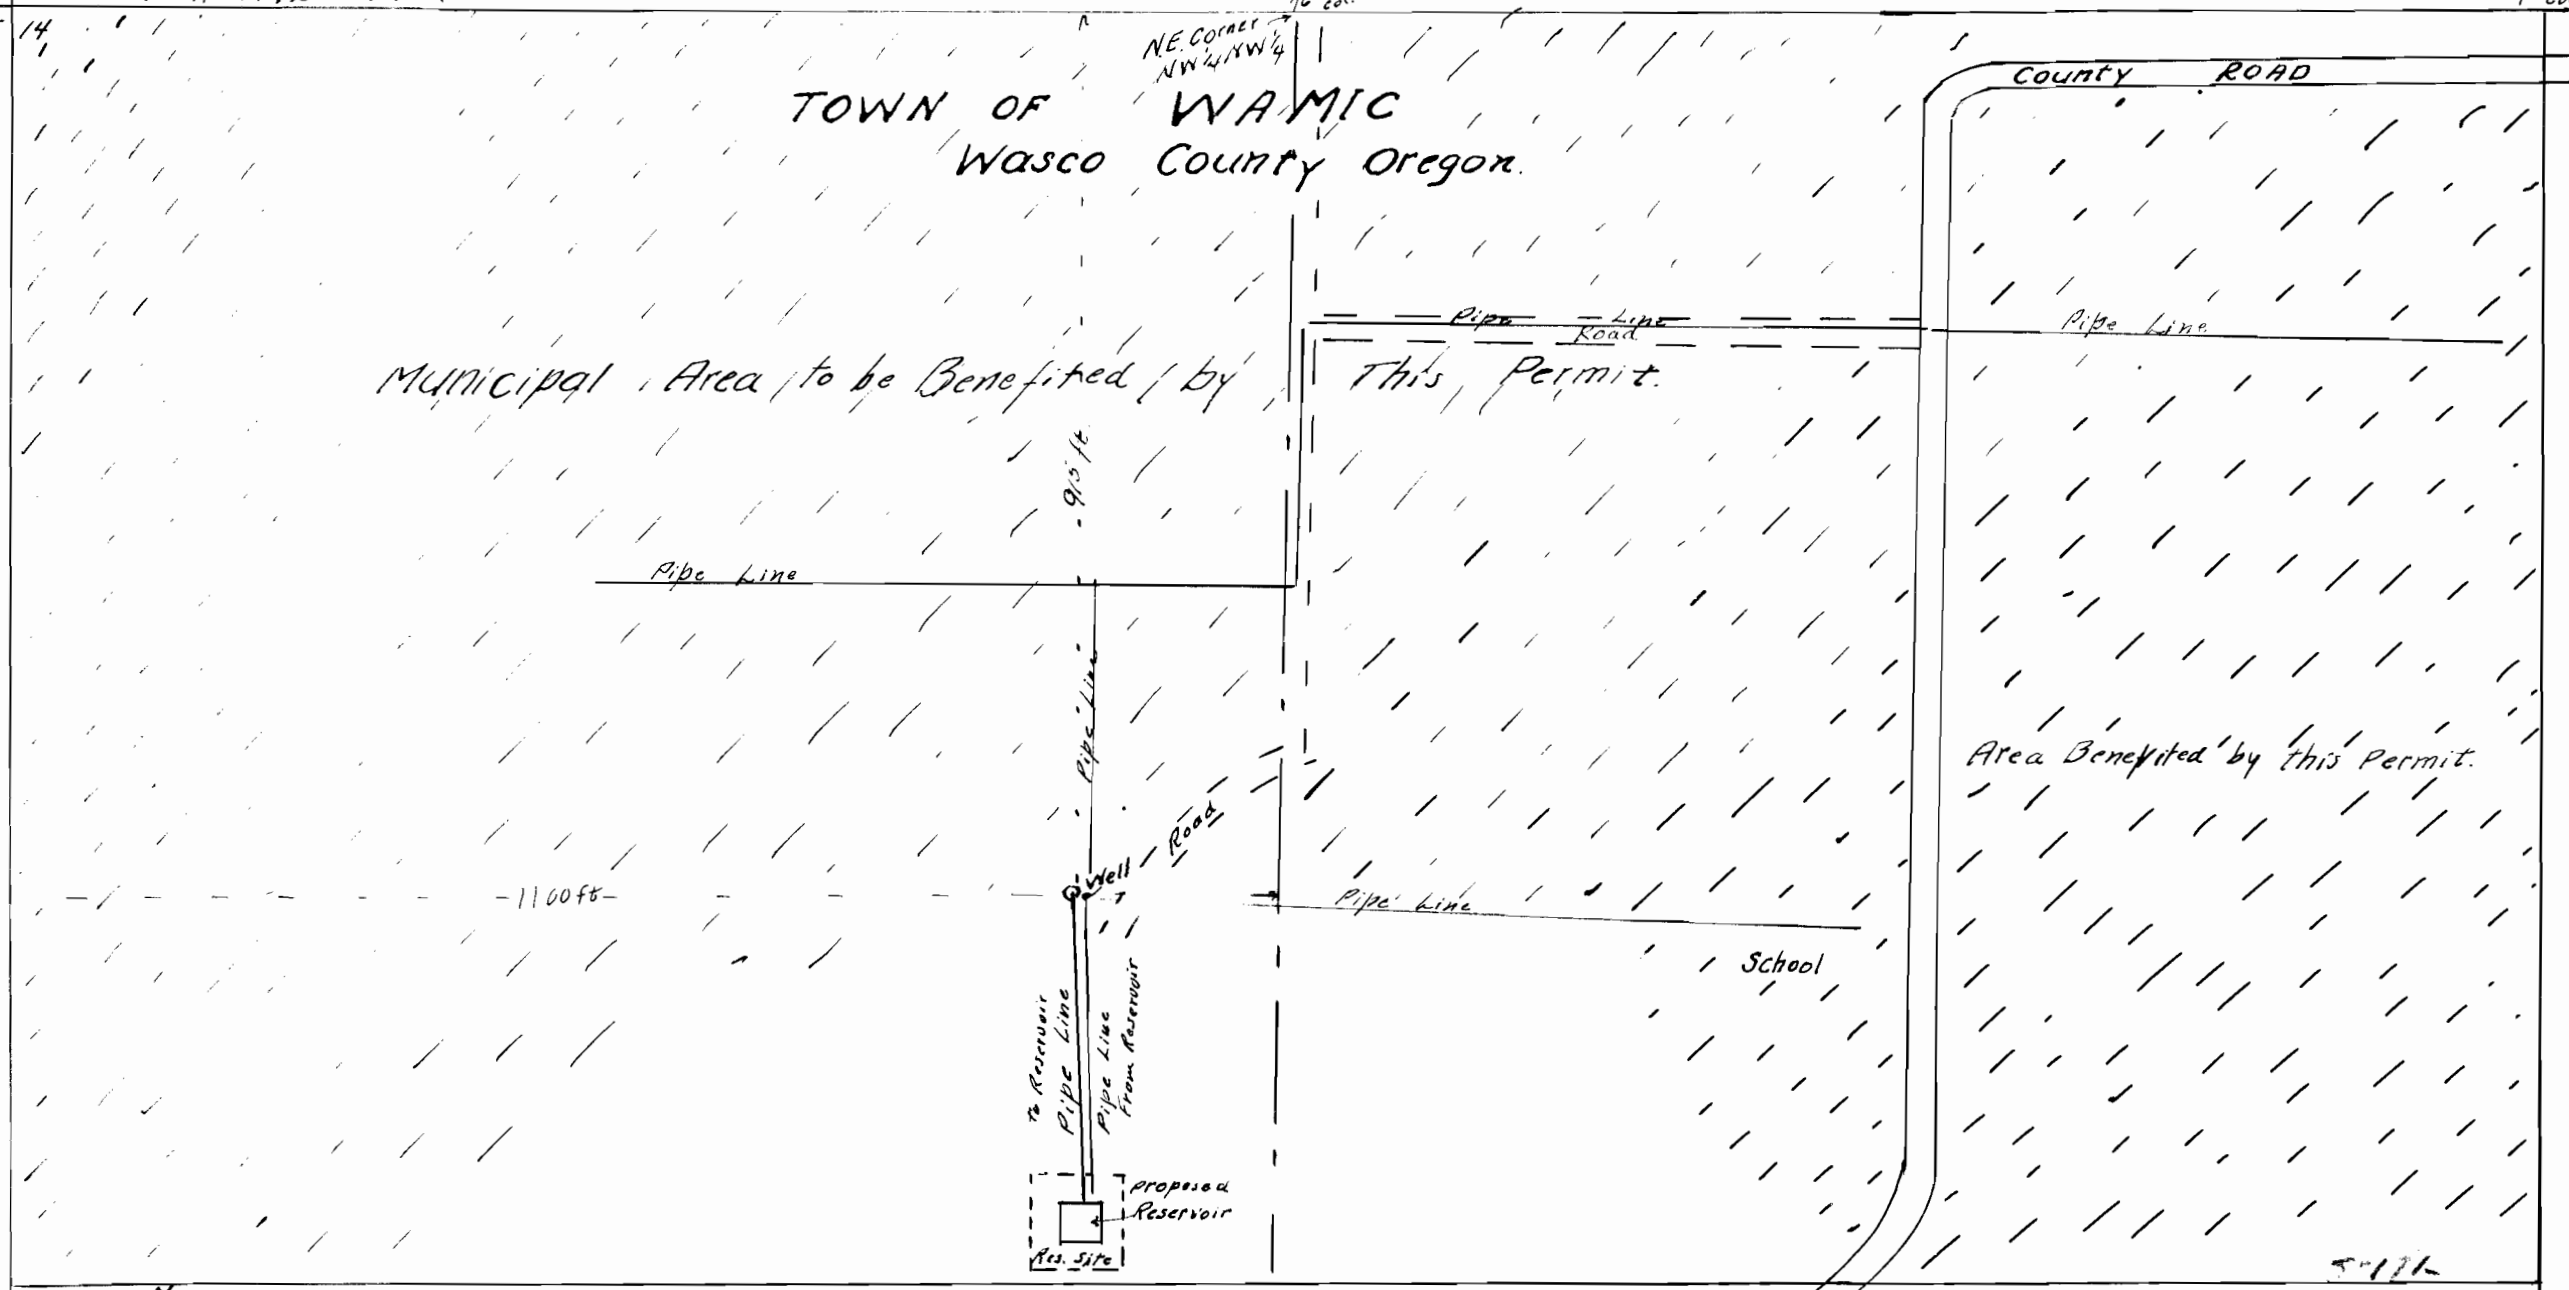 14
N.E. Corner
NW¼ NW¼
County ROAD
TOWN OF WAMIC
Wasco County Oregon.
Pipe Line
Road
Pipe Line
Municipal Area to be Benefited by This Permit.
915 ft.
Pipe Line
Pipe Line
Area Benefited by this Permit.
Road
Well
1100 ft
Pipe Line
School
To Reservoir
Pipe Line
Pipe Line
From Reservoir
Proposed
Reservoir
Res. Site